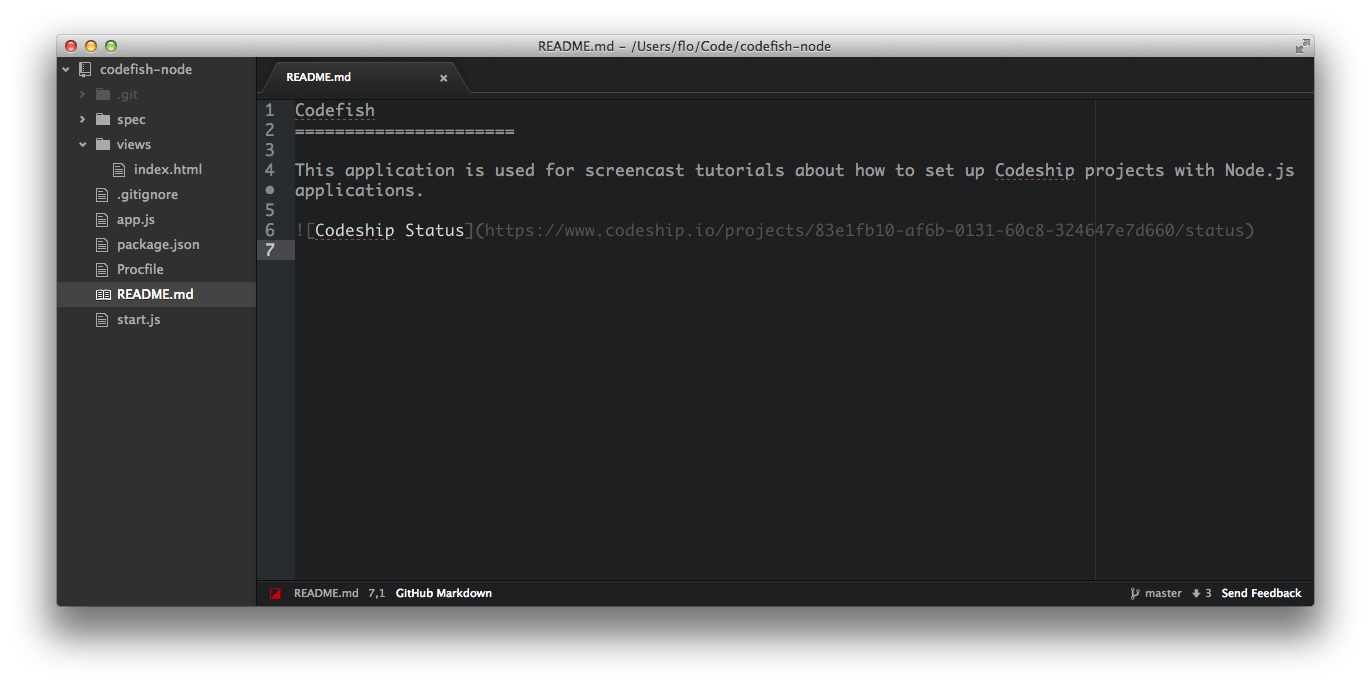 README.md – /Users/flo/Code/codefish-node
codefish-node
.git
spec
views
index.html
.gitignore
app.js
package.json
Procfile
README.md
start.js
README.md
1 Codefish
2 ======================
3
4 This application is used for screencast tutorials about how to set up Codeship projects with Node.js
• applications.
5
6 ![Codeship Status](https://www.codeship.io/projects/83e1fb10-af6b-0131-60c8-324647e7d660/status)
7
README.md 7,1 GitHub Markdown
master 3 Send Feedback